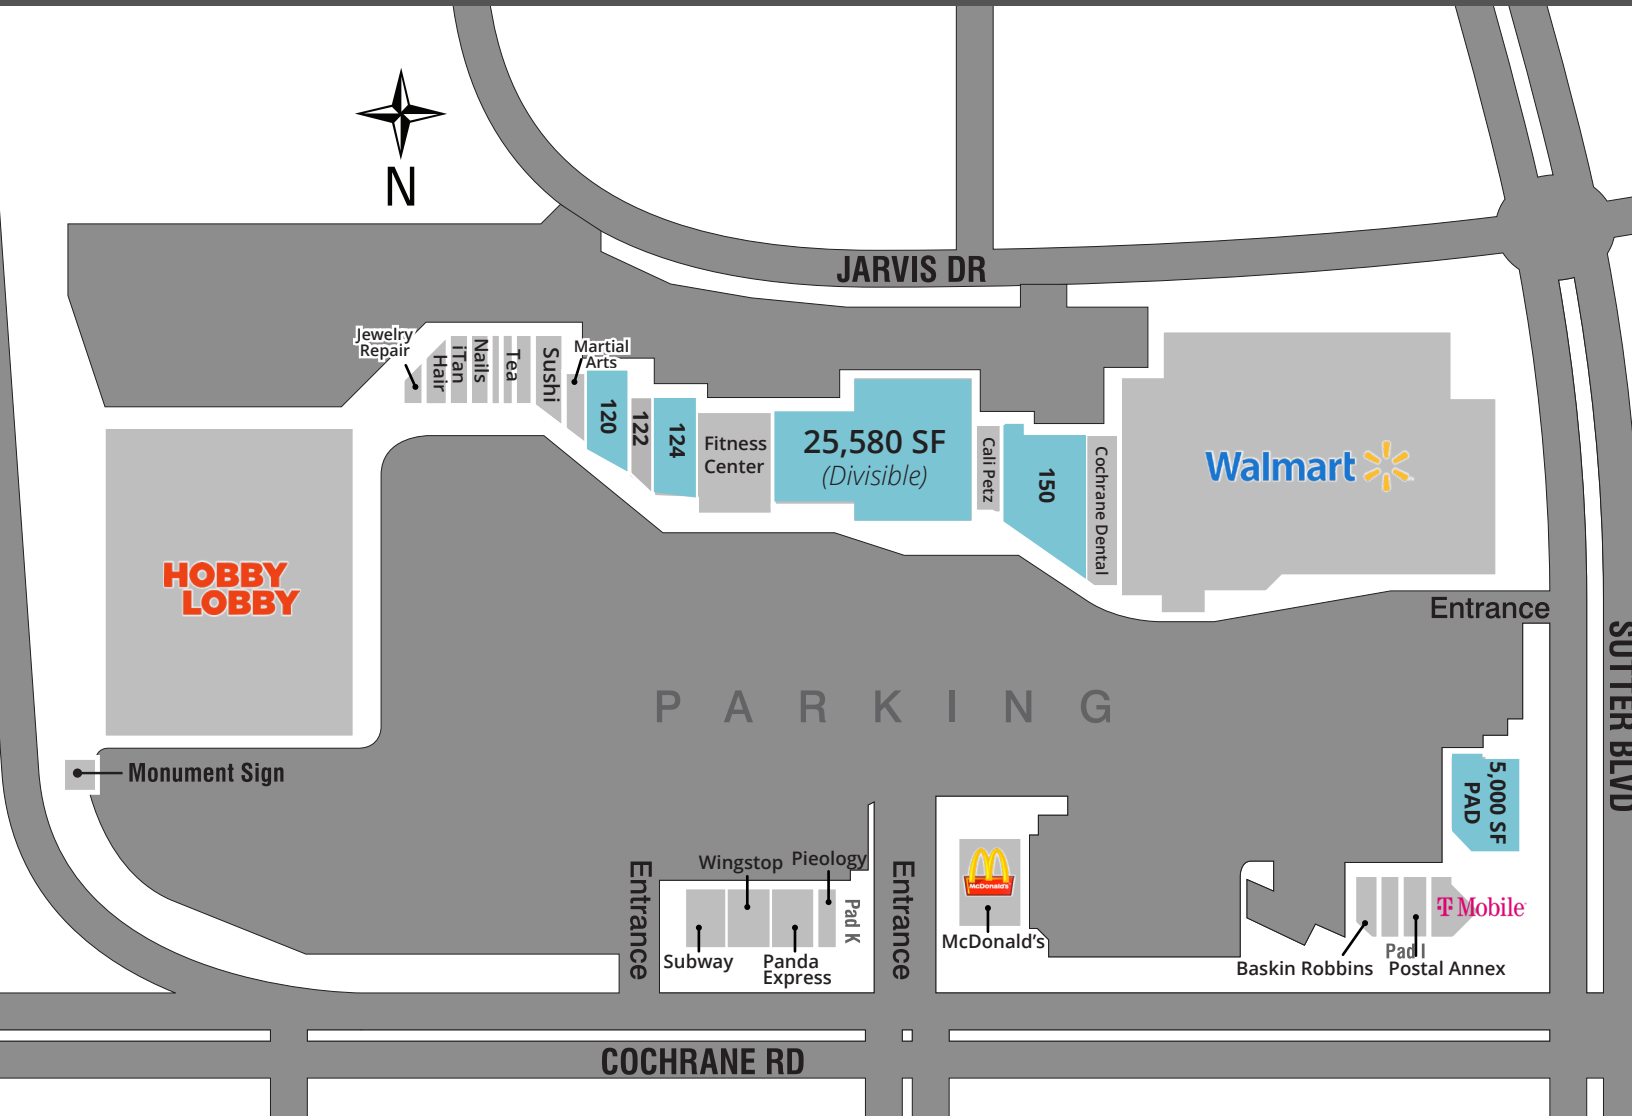 N
JARVIS DR
Jewelry
Repair
Hair
iTan
Nails
Tea
Sushi
Martial
Arts
120
122
124
Fitness
Center
25,580 SF
(Divisible)
Cali Petz
150
Cochrane Dental
Walmart
HOBBY
LOBBY
Entrance
SUTTER BLVD
PARKING
Monument Sign
5,000 SF
PAD
Wingstop
Pieology
Entrance
Pad K
Entrance
McDonald's
McDonald's
Subway
Panda
Express
T Mobile
Pad I
Baskin Robbins
Postal Annex
COCHRANE RD